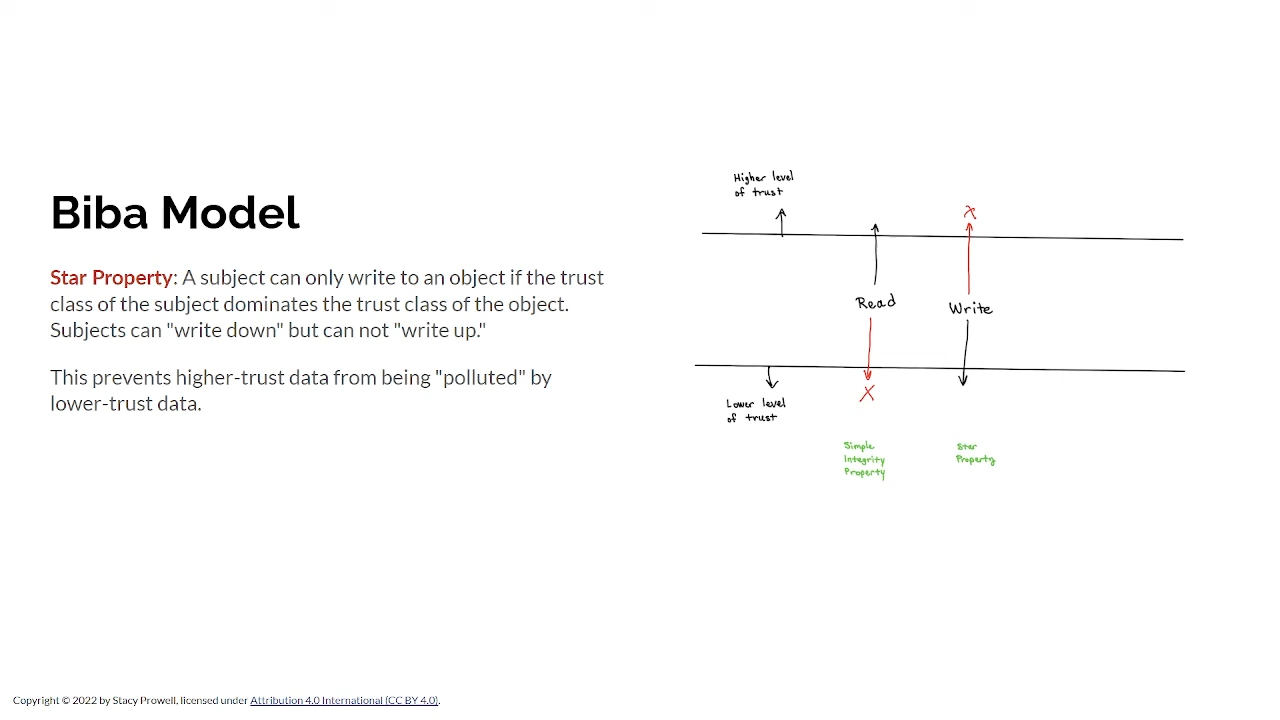 Biba Model
Star Property: A subject can only write to an object if the trust
class of the subject dominates the trust class of the object.
Subjects can "write down" but can not "write up."
This prevents higher-trust data from being "polluted" by
lower-trust data.
Higher level
of trust
X
Read
Write
X
Lower level
of trust
Simple
Integrity
Property
Star
Property
Copyright © 2022 by Stacy Prowell, licensed under Attribution 4.0 International (CC BY 4.0).